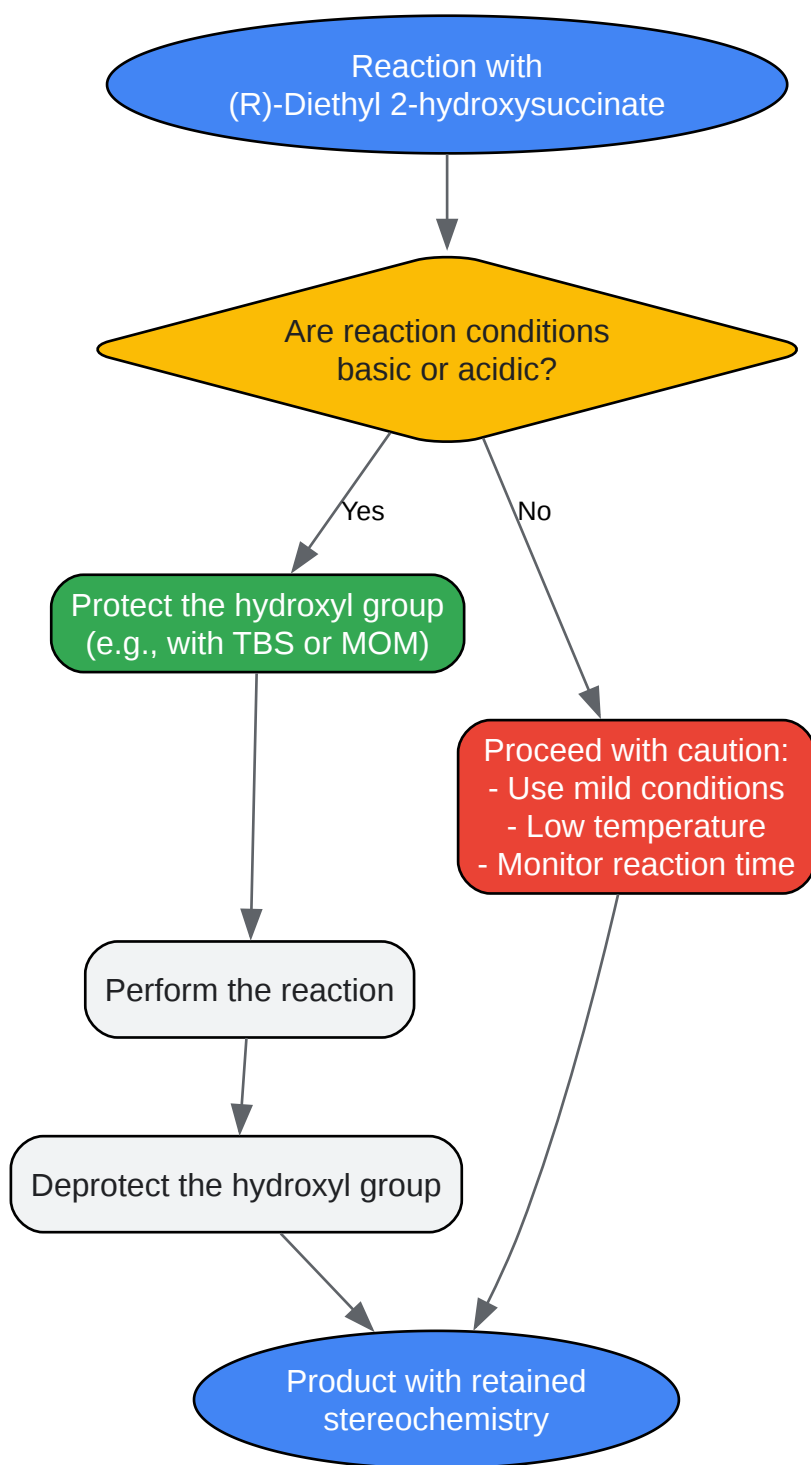 Reaction with
(R)-Diethyl 2-hydroxysuccinate
Are reaction conditions
basic or acidic?
Yes
No
Protect the hydroxyl group
(e.g., with TBS or MOM)
Proceed with caution:
- Use mild conditions
- Low temperature
- Monitor reaction time
Perform the reaction
Deprotect the hydroxyl group
Product with retained
stereochemistry